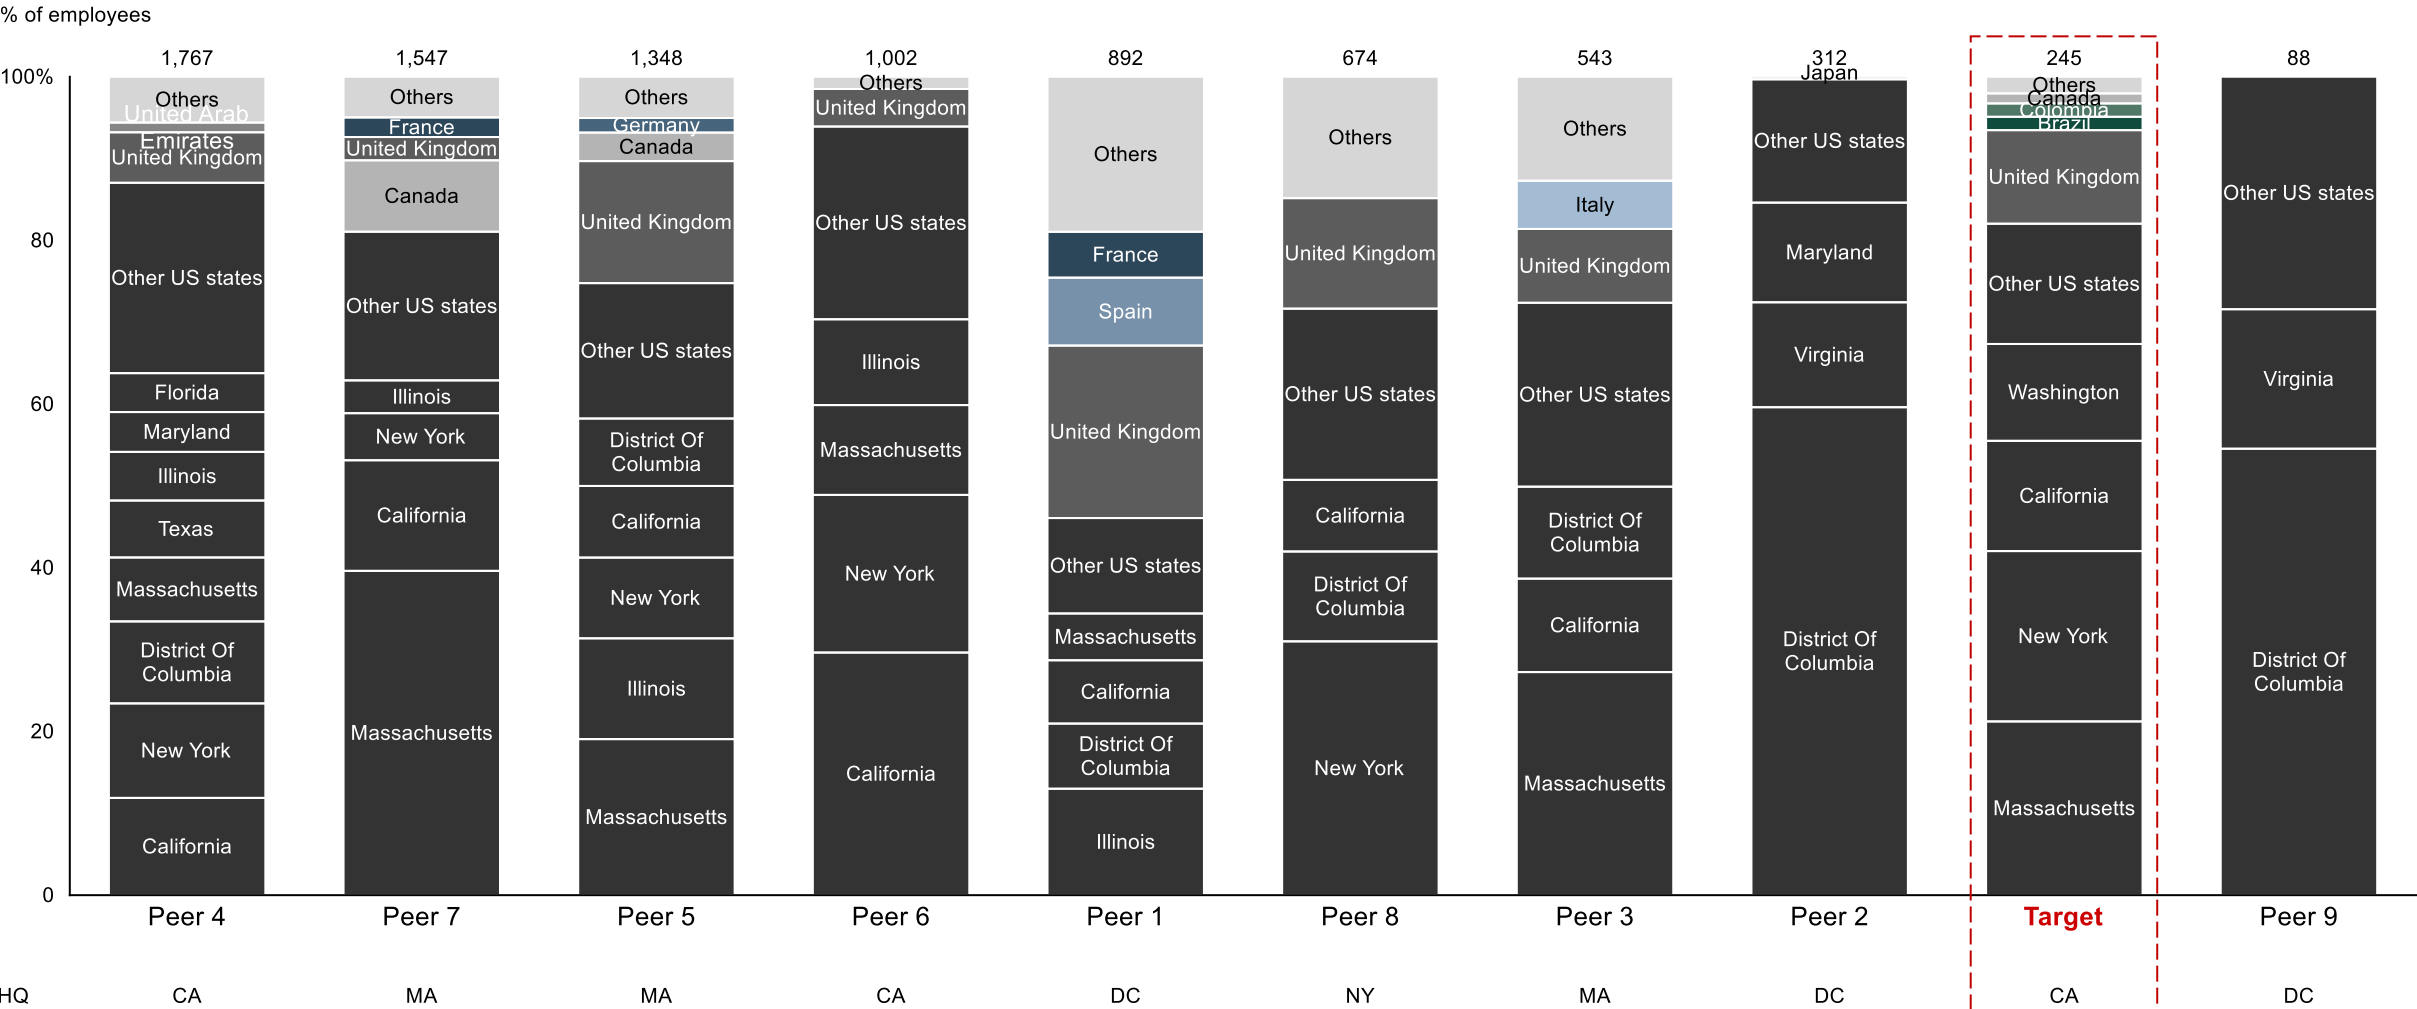 % of employees
1,767
1,547
1,348
1,002
892
674
543
312
245
88
100%
80
60
40
20
0
Others
United Arab
Emirates
United Kingdom
Other US states
Florida
Maryland
Illinois
Texas
Massachusetts
District Of
Columbia
New York
California
Others
France
United Kingdom
Canada
Other US states
Illinois
New York
California
Massachusetts
Others
Germany
Canada
United Kingdom
Other US states
District Of
Columbia
California
New York
Illinois
Massachusetts
Others
United Kingdom
Other US states
Illinois
Massachusetts
New York
California
Others
France
Spain
United Kingdom
Other US states
Massachusetts
California
District Of
Columbia
Illinois
Others
United Kingdom
Other US states
California
District Of
Columbia
New York
Others
Italy
United Kingdom
Other US states
District Of
Columbia
California
Massachusetts
Japan
Other US states
Maryland
Virginia
District Of
Columbia
Others
Canada
Colombia
Brazil
United Kingdom
Other US states
Washington
California
New York
Massachusetts
Other US states
Virginia
District Of
Columbia
Peer 4
Peer 7
Peer 5
Peer 6
Peer 1
Peer 8
Peer 3
Peer 2
Target
Peer 9
HQ
CA
MA
MA
CA
DC
NY
MA
DC
CA
DC